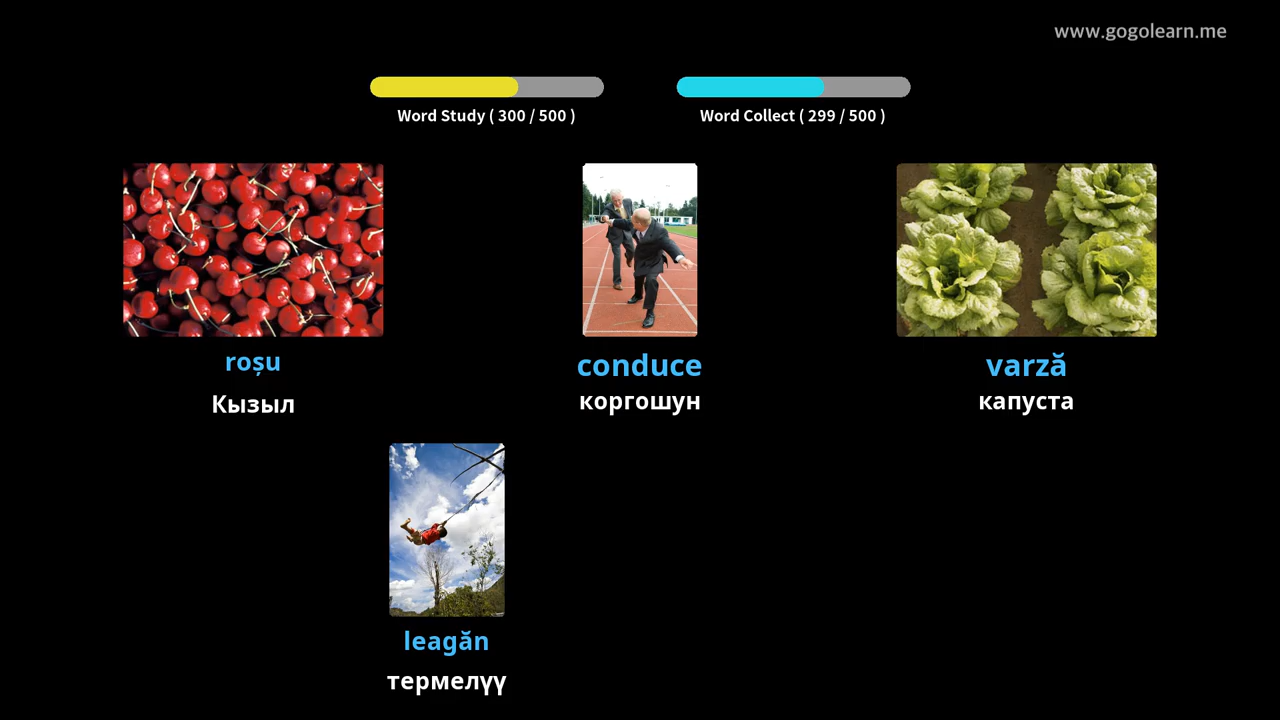 www.gogolearn.me
Word Study ( 300 / 500 )
Word Collect ( 299 / 500 )
roșu
Кызыл
conduce
коргошун
varză
капуста
leagăn
термелүү